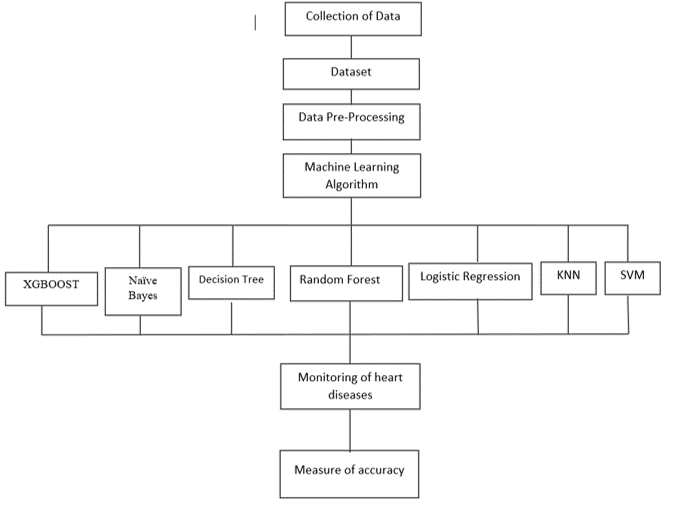 Collection of Data
Dataset
Data Pre-Processing
Machine Learning
Algorithm
XGBOOST
Naïve
Bayes
Decision Tree
Random Forest
Logistic Regression
KNN
SVM
Monitoring of heart
diseases
Measure of accuracy